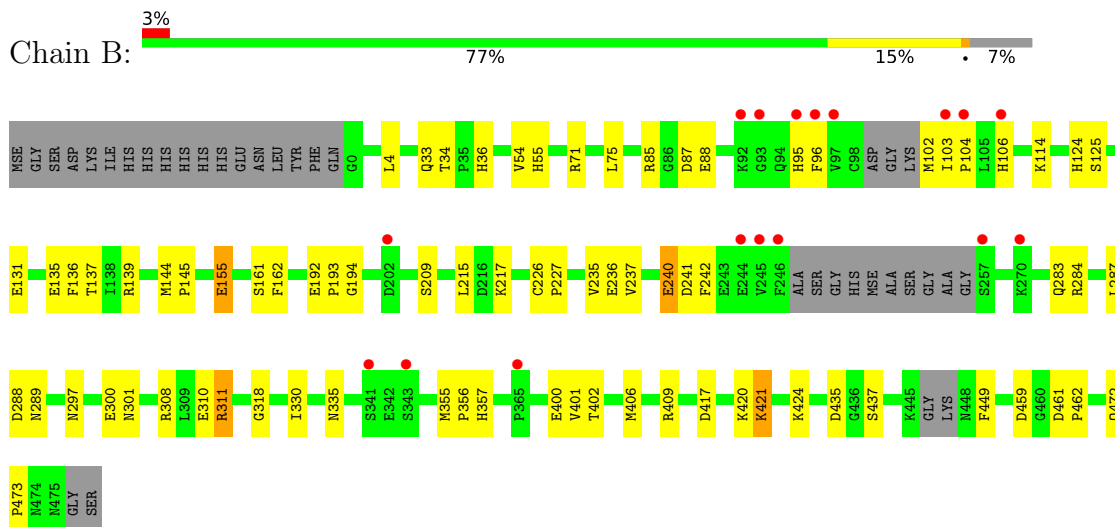 Chain B:
3%
77%
15%
•
7%
MSE GLY SER ASP LYS ILE HIS HIS HIS HIS HIS HIS GLU ASN LEU TYR PHE GLN G0 L4 Q33 T34 P35 H36 V54 H55 R71 L75 R85 G86 D87 E88 K92 G93 Q94 H95 F96 V97 C98 ASP GLY LYS M102 I103 P104 L105 H106 K114 H124 S125
E131 E135 F136 T137 I138 R139 M144 P145 E155 S161 F162 E192 P193 G194 D202 S209 L215 D216 K217 C226 P227 V235 E236 V237 E240 D241 F242 E243 E244 V245 F246 ALA SER GLY HIS MSE ALA SER GLY ALA GLY S257 K270 Q283 R284 L287
D288 N289 N297 E300 N301 R308 L309 E310 R311 G318 I330 N335 S341 E342 S343 M355 P356 H357 P365 E400 V401 T402 M406 R409 D417 K420 K421 K424 D435 G436 S437 K445 GLY LYS N448 F449 D459 G460 D461 P462
P473 N474 N475 GLY SER